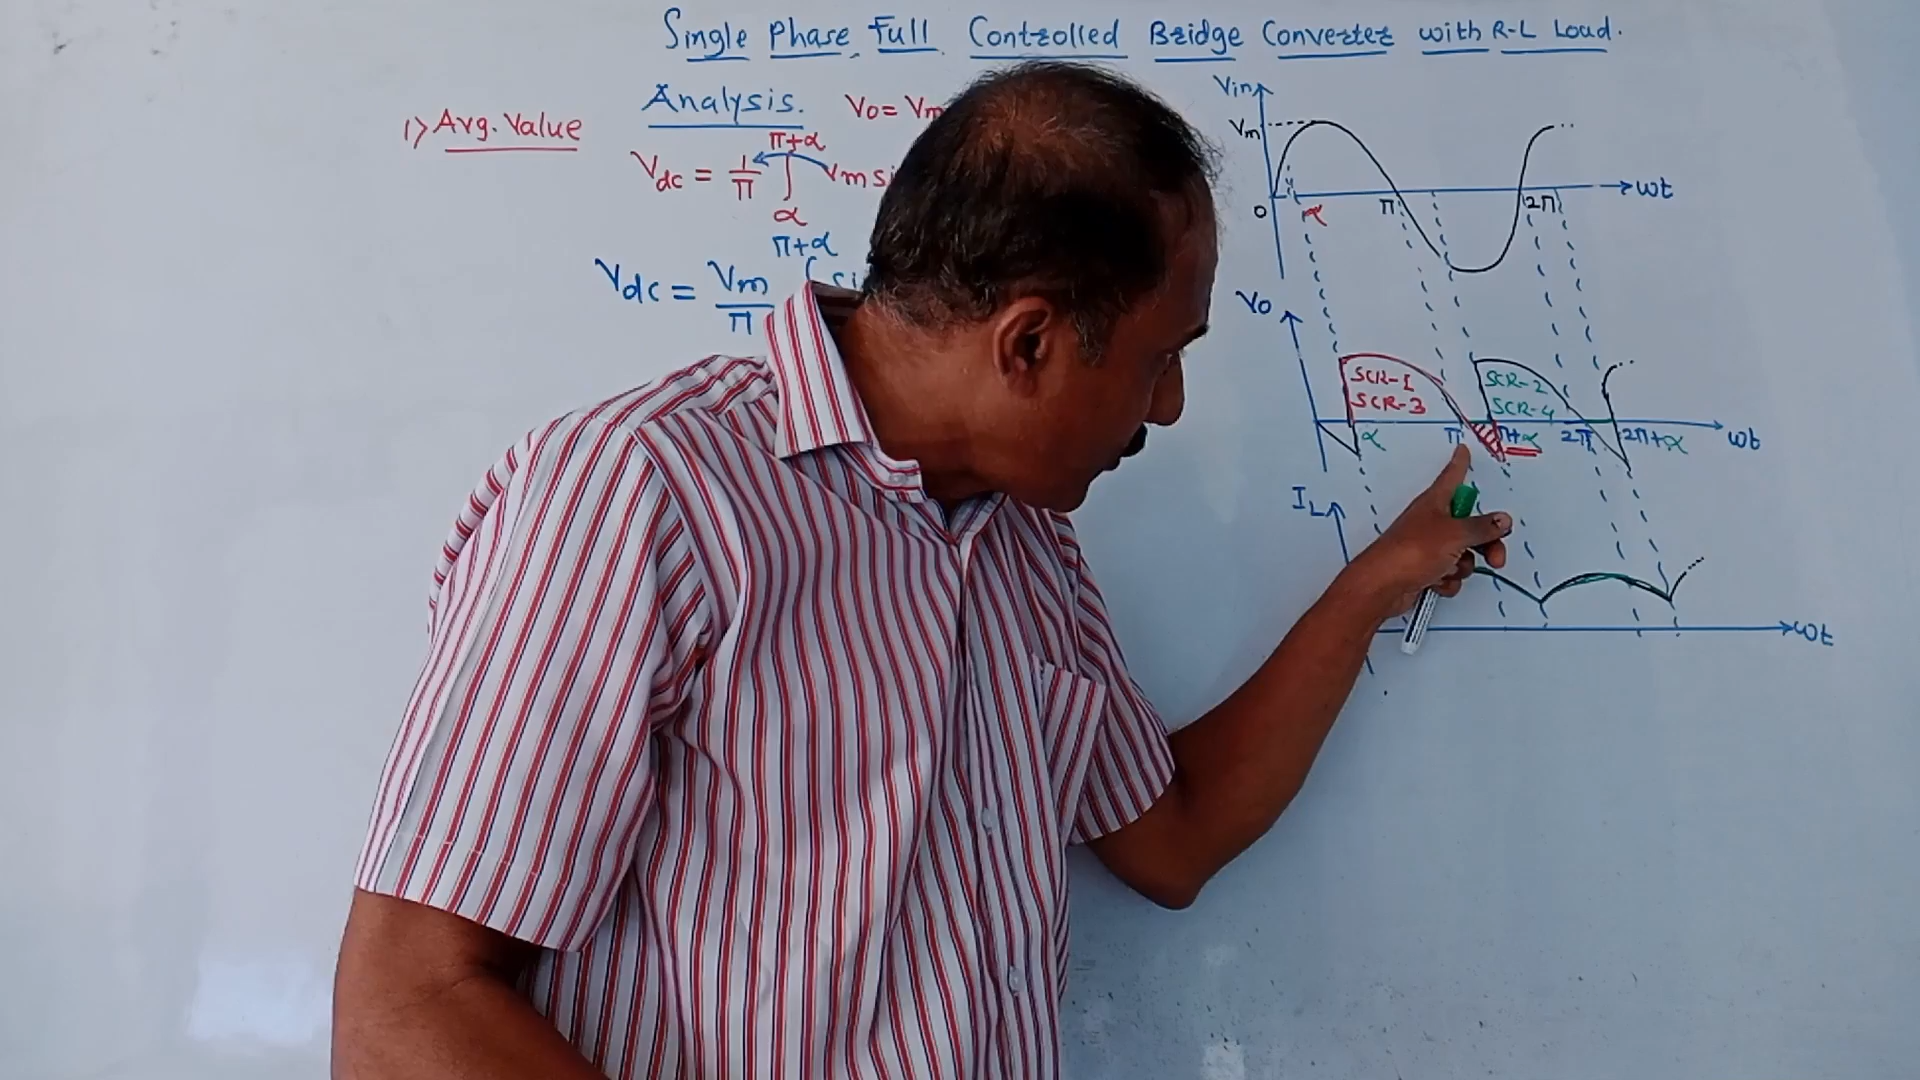 Single Phase Full Controlled Bridge Converter with R-L Load.
Analysis.
1) Avg. Value
Vo = Vm
Vdc = 1/π ∫ Vm si
π+α
α
Vdc = Vm/π ∫ si
π+α
Vin
Vm
0
α
π
2π
ωt
Vo
SCR-1
SCR-3
SCR-2
SCR-4
α
π
π+α
2π
2π+α
ωt
IL
ωt